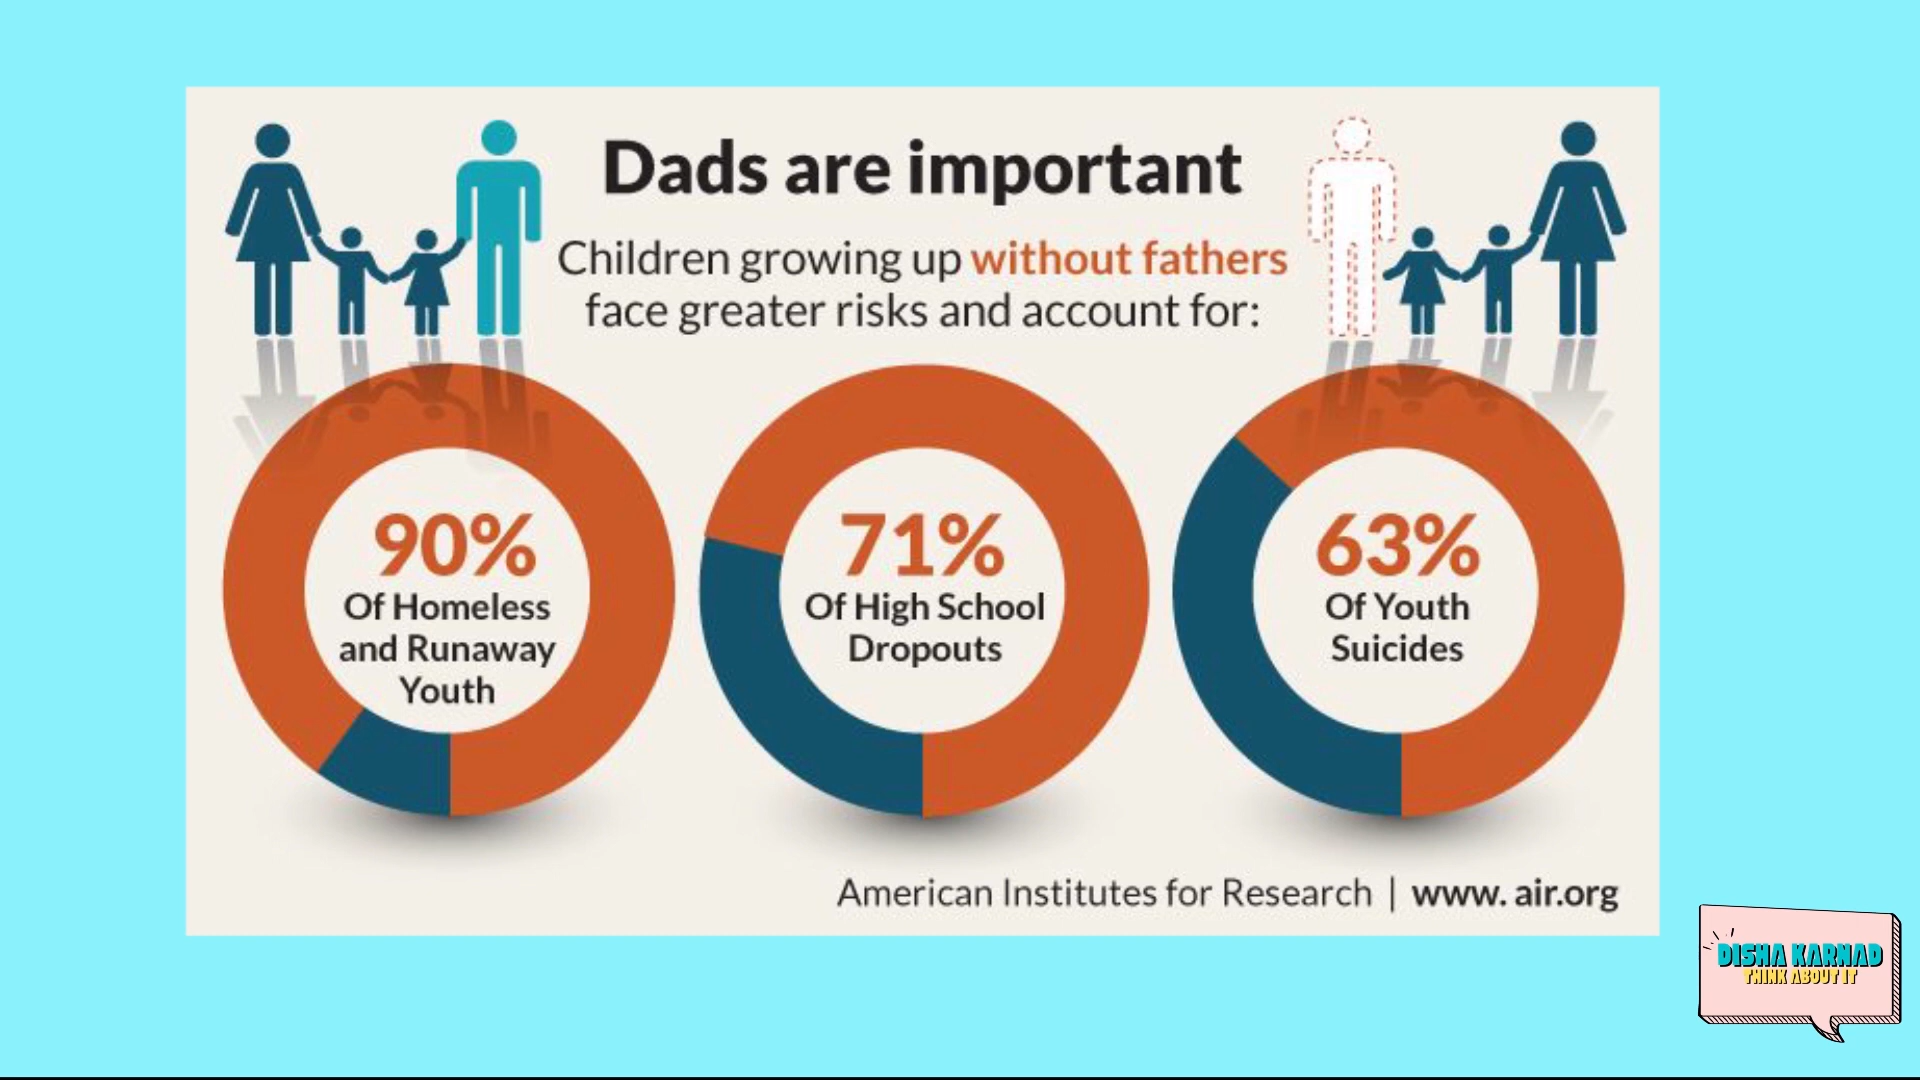 Dads are important
Children growing up without fathers
face greater risks and account for:
90%
Of Homeless
and Runaway
Youth
71%
Of High School
Dropouts
63%
Of Youth
Suicides
American Institutes for Research | www. air.org
DISHA KARNAD
THINK ABOUT IT